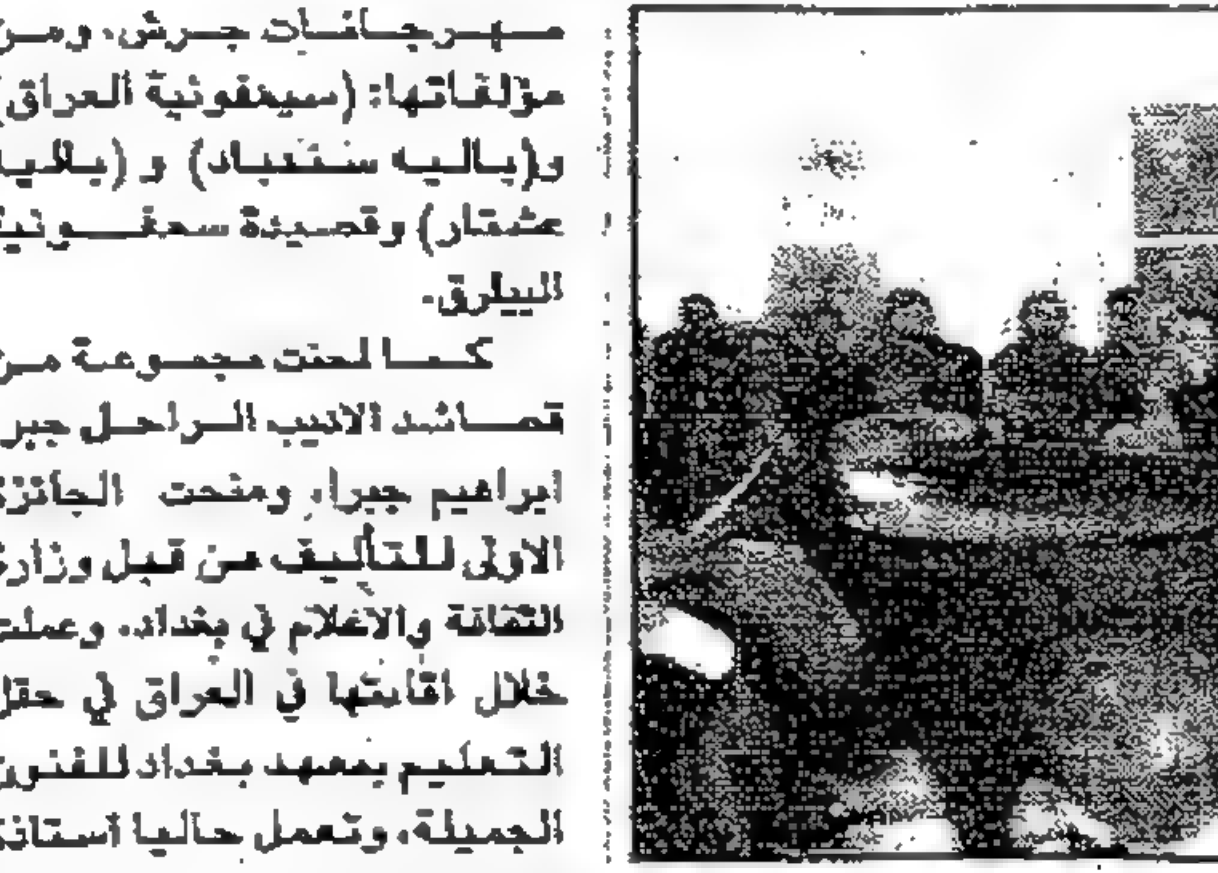 مهرجانات جرش، ومن
مؤلفاتها: (سيمفونية العراق)
و(باليه سندباد) و (باليه
عشتار) وقصيدة سمفونية
البيارق.
كما لحنت مجموعة من
قصائد الاديب الراحل جبر
ابراهيم جبرا، ومنحت الجائزة
الاولى للتأليف من قبل وزارة
الثقافة والاعلام في بغداد، وعملت
خلال اقامتها في العراق في حقل
التعليم بمعهد بغداد للفنون
الجميلة، وتعمل حاليا استاذة